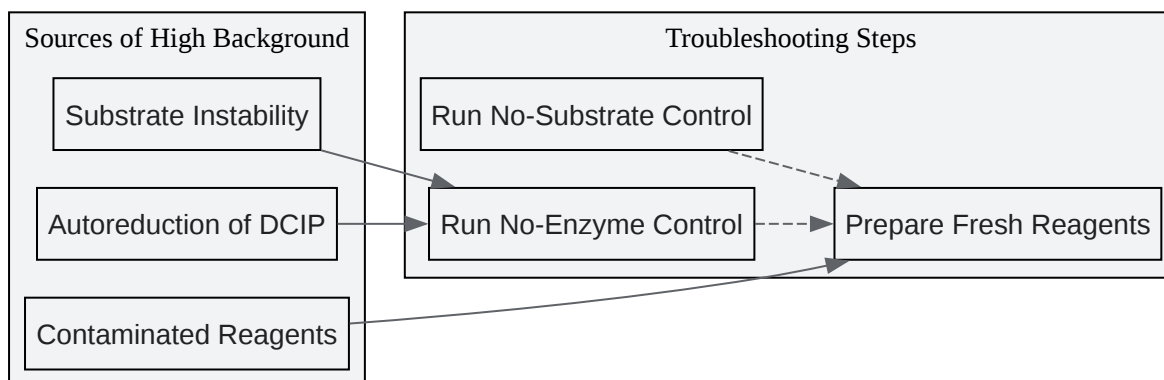 Sources of High Background
Substrate Instability
Autoreduction of DCIP
Contaminated Reagents
Troubleshooting Steps
Run No-Substrate Control
Run No-Enzyme Control
Prepare Fresh Reagents